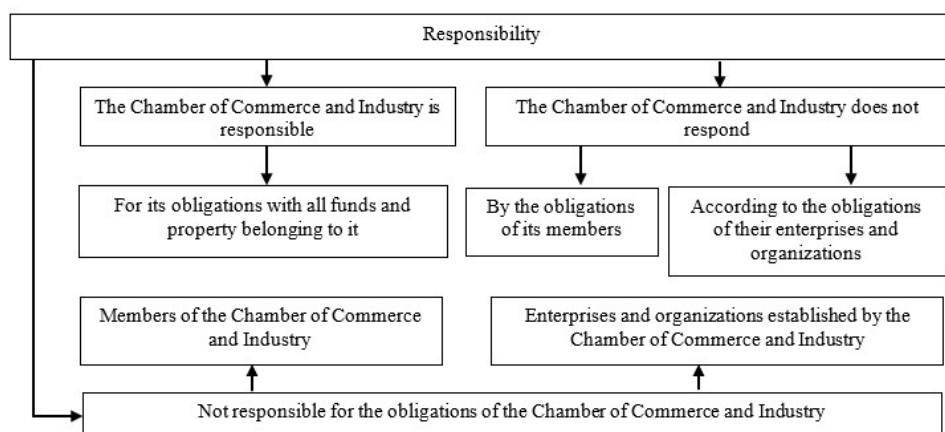 Responsibility
The Chamber of Commerce and Industry is
responsible
The Chamber of Commerce and Industry does not
respond
For its obligations with all funds and
property belonging to it
By the obligations
of its members
According to the obligations
of their enterprises and
organizations
Members of the Chamber of Commerce
and Industry
Enterprises and organizations established by the
Chamber of Commerce and Industry
Not responsible for the obligations of the Chamber of Commerce and Industry